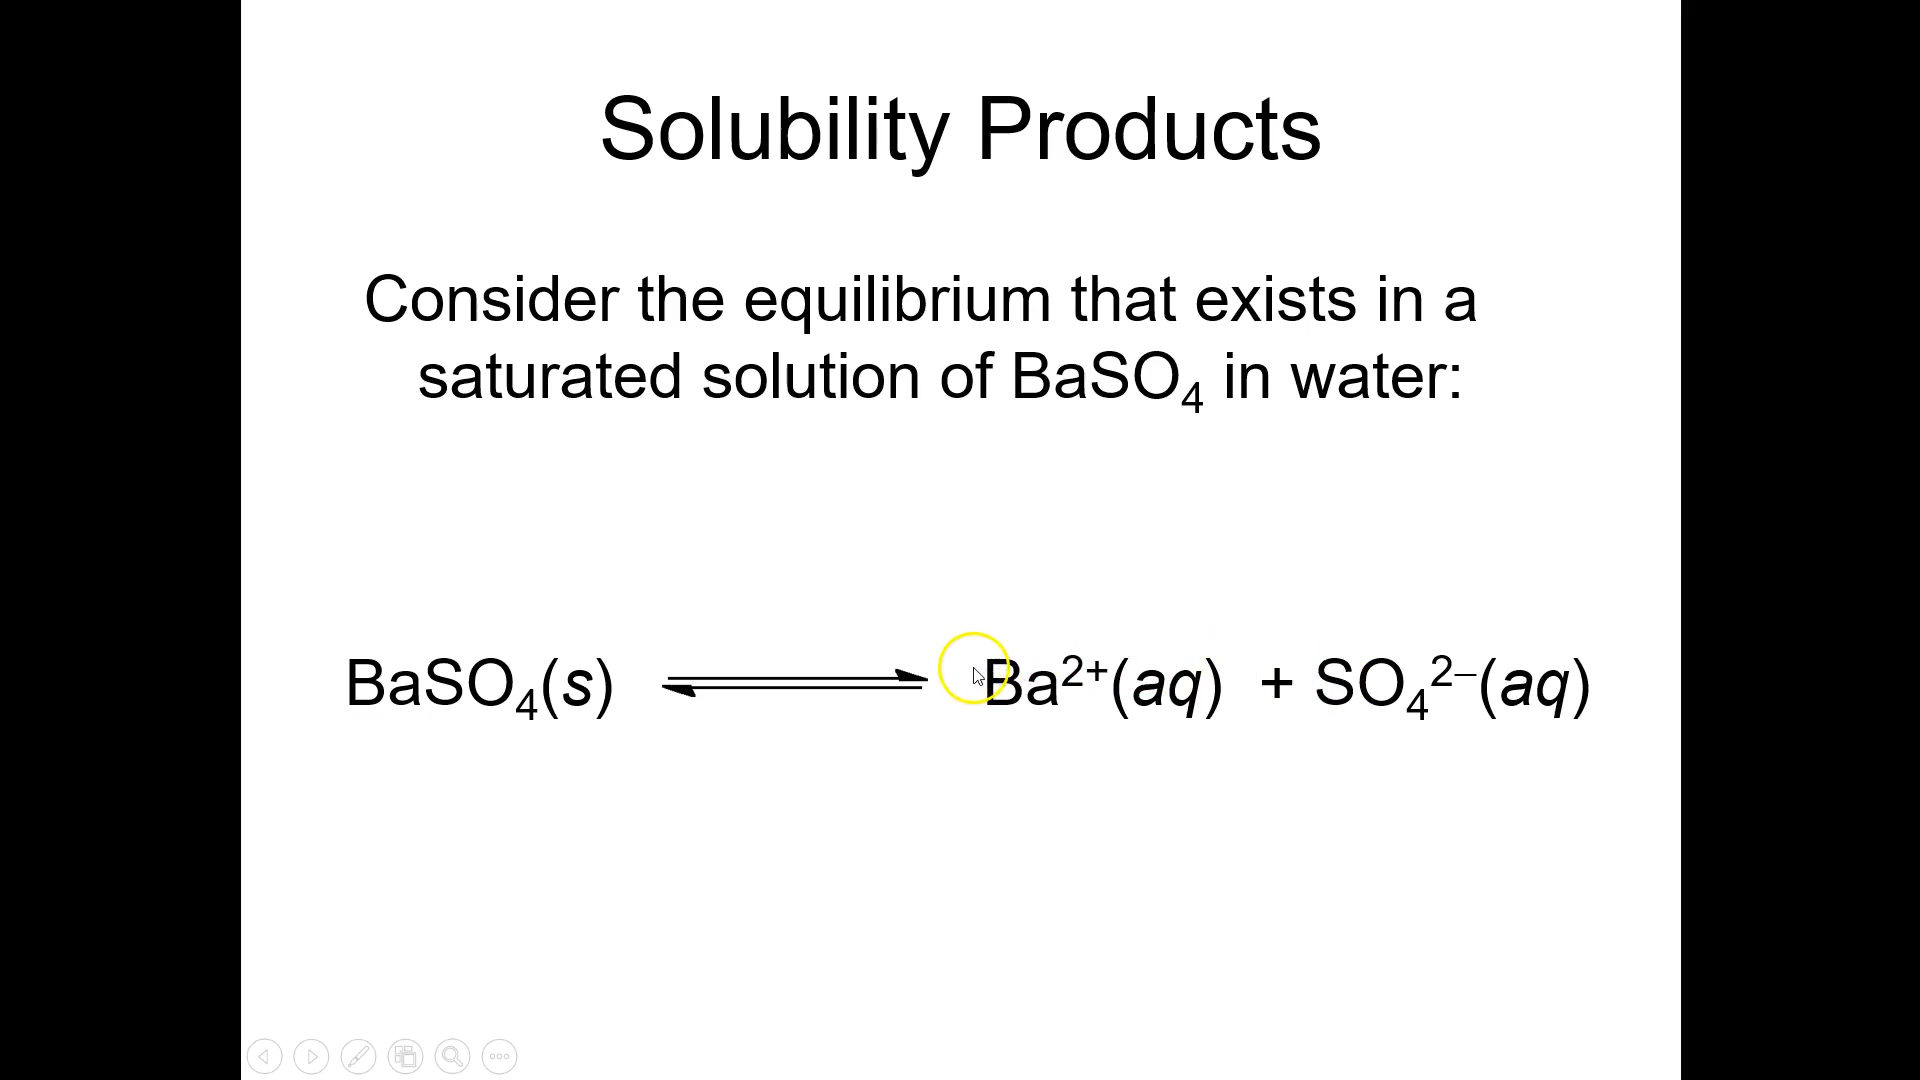 Solubility Products
Consider the equilibrium that exists in a
saturated solution of BaSO₄ in water:
BaSO₄(s) ⇌ Ba²⁺(aq) + SO₄²⁻(aq)